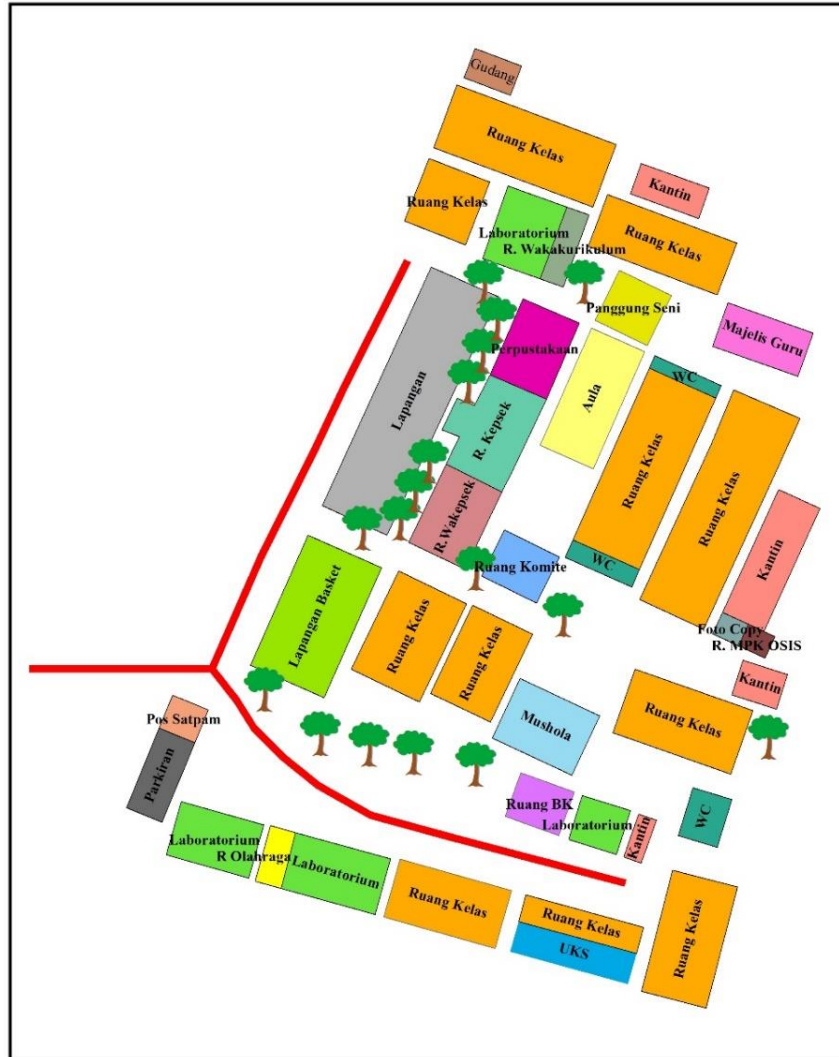 Gudang
Ruang Kelas
Kantin
Ruang Kelas
Laboratorium
R. Wakakurikulum
Ruang Kelas
Panggung Seni
Majelis Guru
Lapangan
Perpustakaan
Aula
WC
R. Kepsek
Ruang Kelas
Ruang Kelas
R.Wakepsek
Kantin
Ruang Komite
WC
Lapangan Basket
Ruang Kelas
Ruang Kelas
Foto Copy
R. MPK OSIS
Kantin
Pos Satpam
Mushola
Ruang Kelas
Parkiran
Ruang BK
Laboratorium
Kantin
WC
Laboratorium
R Olahraga
Laboratorium
Ruang Kelas
Ruang Kelas
UKS
Ruang Kelas